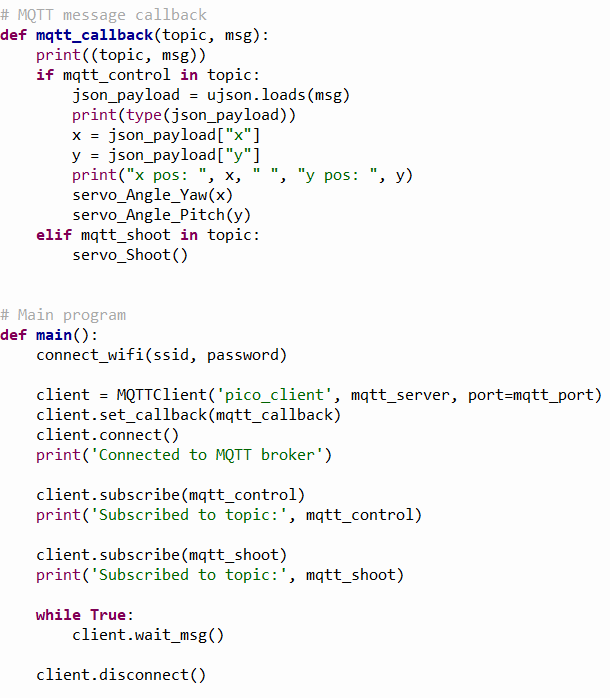 # MQTT message callback
def mqtt_callback(topic, msg):
    print((topic, msg))
    if mqtt_control in topic:
        json_payload = ujson.loads(msg)
        print(type(json_payload))
        x = json_payload["x"]
        y = json_payload["y"]
        print("x pos: ", x, " ", "y pos: ", y)
        servo_Angle_Yaw(x)
        servo_Angle_Pitch(y)
    elif mqtt_shoot in topic:
        servo_Shoot()


# Main program
def main():
    connect_wifi(ssid, password)

    client = MQTTClient('pico_client', mqtt_server, port=mqtt_port)
    client.set_callback(mqtt_callback)
    client.connect()
    print('Connected to MQTT broker')

    client.subscribe(mqtt_control)
    print('Subscribed to topic:', mqtt_control)

    client.subscribe(mqtt_shoot)
    print('Subscribed to topic:', mqtt_shoot)

    while True:
        client.wait_msg()

    client.disconnect()